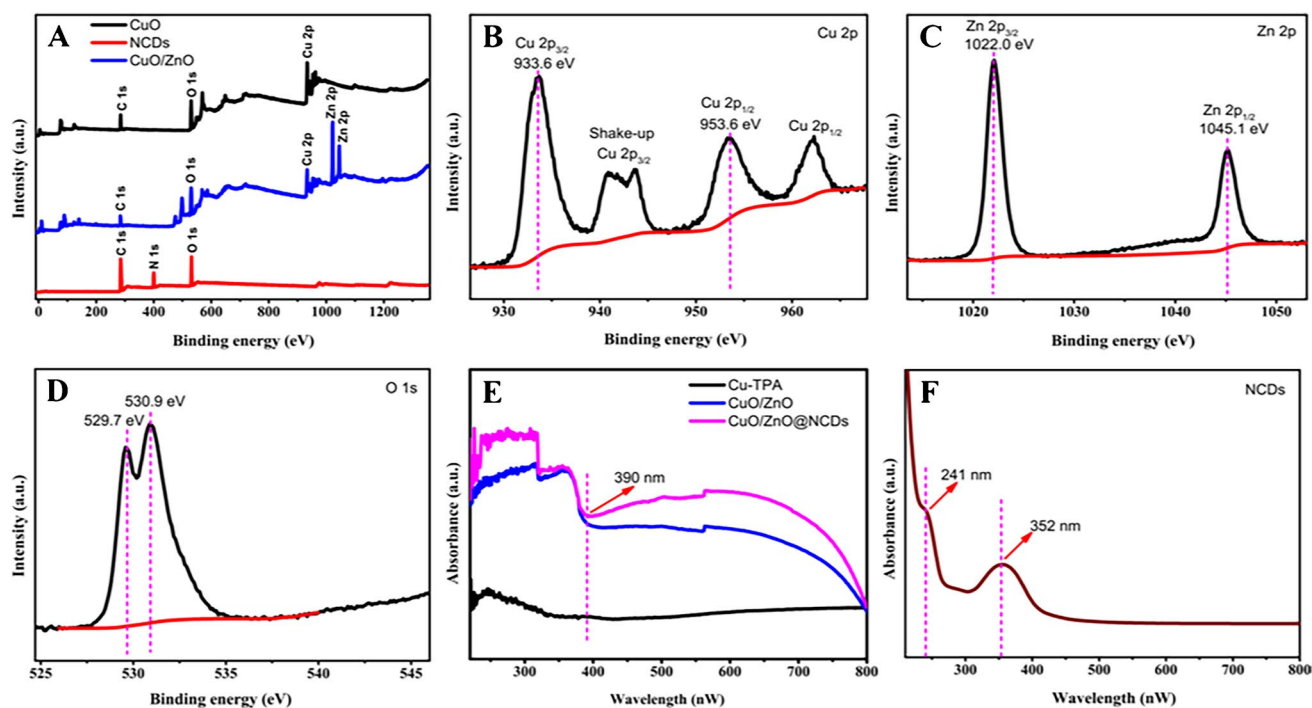 A
CuO
NCDs
CuO/ZnO
C 1s
O 1s
Cu 2p
C 1s
O 1s
Cu 2p
Zn 2p
Zn 2p
C 1s
N 1s
O 1s
Intensity (a.u.)
0 200 400 600 800 1000 1200
Binding energy (eV)
B
Cu 2p
Cu 2p3/2
933.6 eV
Shake-up
Cu 2p3/2
Cu 2p1/2
953.6 eV
Cu 2p1/2
Intensity (a.u.)
930 940 950 960
Binding energy (eV)
C
Zn 2p
Zn 2p3/2
1022.0 eV
Zn 2p1/2
1045.1 eV
Intensity (a.u.)
1020 1030 1040 1050
Binding energy (eV)
D
O 1s
529.7 eV
530.9 eV
Intensity (a.u.)
525 530 535 540 545
Binding energy (eV)
E
Cu-TPA
CuO/ZnO
CuO/ZnO@NCDs
390 nm
Absorbance (a.u.)
300 400 500 600 700 800
Wavelength (nW)
F
NCDs
241 nm
352 nm
Absorbance (a.u.)
300 400 500 600 700 800
Wavelength (nW)